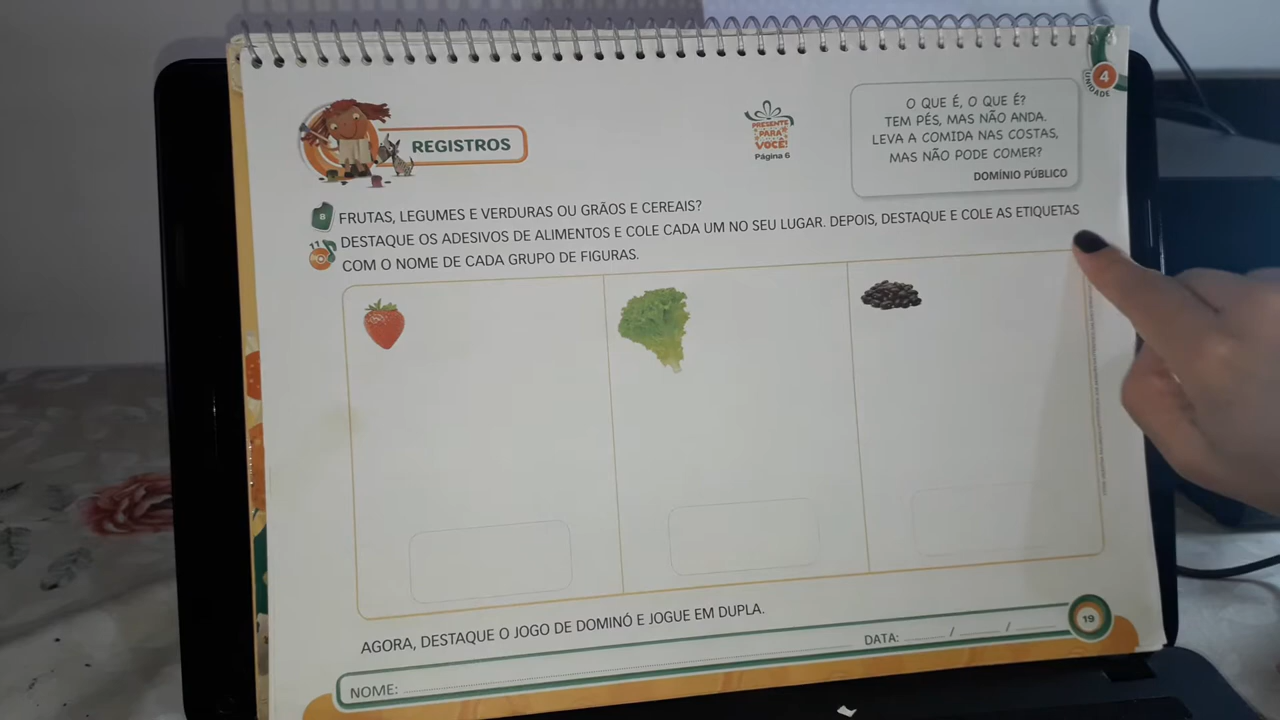 UNIDADE 4
REGISTROS
PRESENTE
PARA
VOCÊ!
Página 6
O QUE É, O QUE É?
TEM PÉS, MAS NÃO ANDA.
LEVA A COMIDA NAS COSTAS,
MAS NÃO PODE COMER?
DOMÍNIO PÚBLICO
8 FRUTAS, LEGUMES E VERDURAS OU GRÃOS E CEREAIS?
11 DESTAQUE OS ADESIVOS DE ALIMENTOS E COLE CADA UM NO SEU LUGAR. DEPOIS, DESTAQUE E COLE AS ETIQUETAS
COM O NOME DE CADA GRUPO DE FIGURAS.
AGORA, DESTAQUE O JOGO DE DOMINÓ E JOGUE EM DUPLA.
NOME:
DATA: / /
19